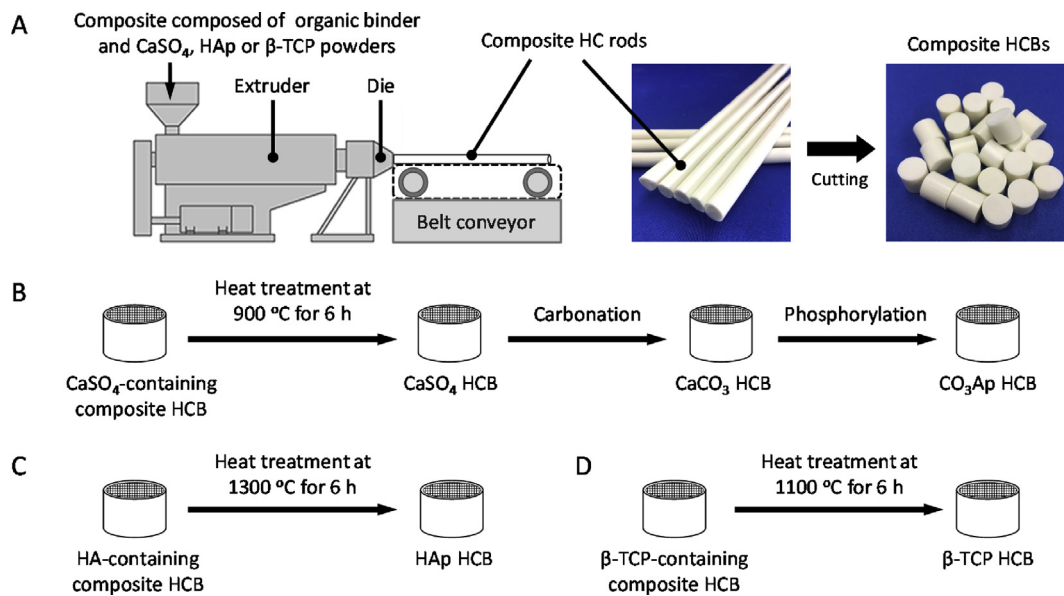 A
Composite composed of organic binder
and CaSO₄, HAp or β-TCP powders
Extruder
Die
Composite HC rods
Composite HCBs
Cutting
Belt conveyor
B
Heat treatment at
900 ºC for 6 h
Carbonation
Phosphorylation
CaSO₄-containing
composite HCB
CaSO₄ HCB
CaCO₃ HCB
CO₃Ap HCB
C
Heat treatment at
1300 ºC for 6 h
HA-containing
composite HCB
HAp HCB
D
Heat treatment at
1100 ºC for 6 h
β-TCP-containing
composite HCB
β-TCP HCB